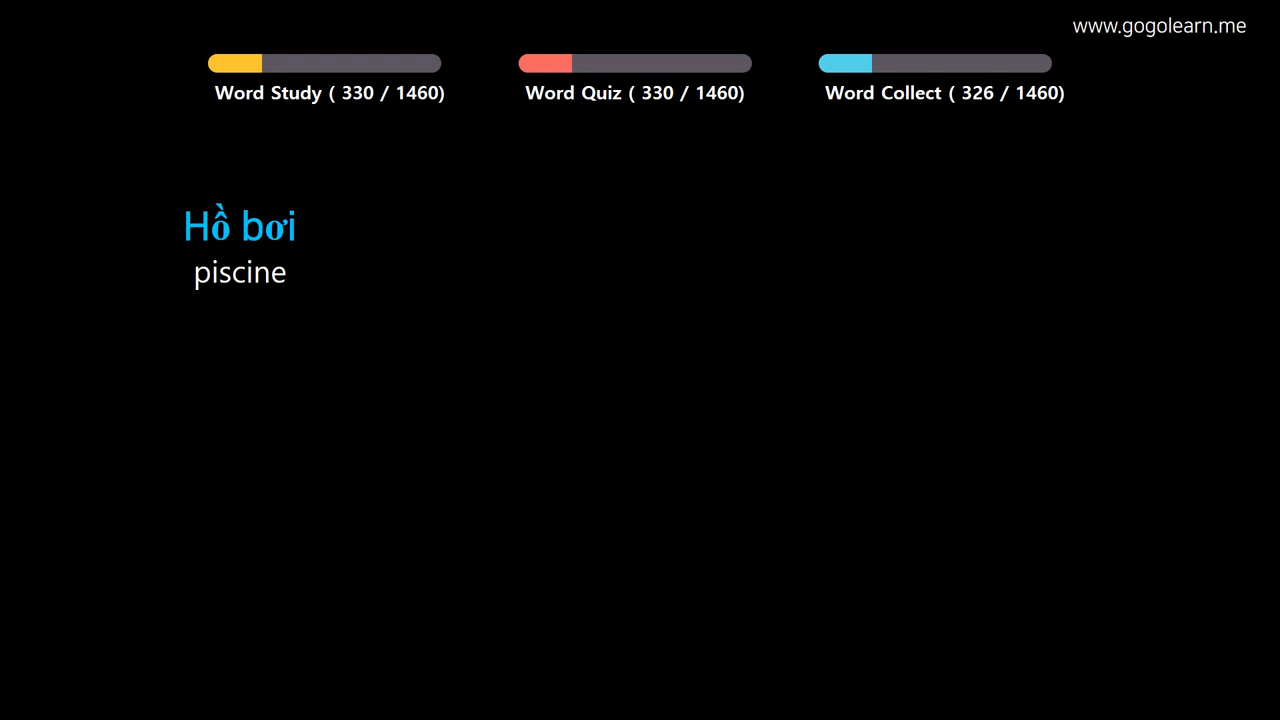 www.gogolearn.me
Word Study ( 330 / 1460)
Word Quiz ( 330 / 1460)
Word Collect ( 326 / 1460)
Hồ bơi
piscine